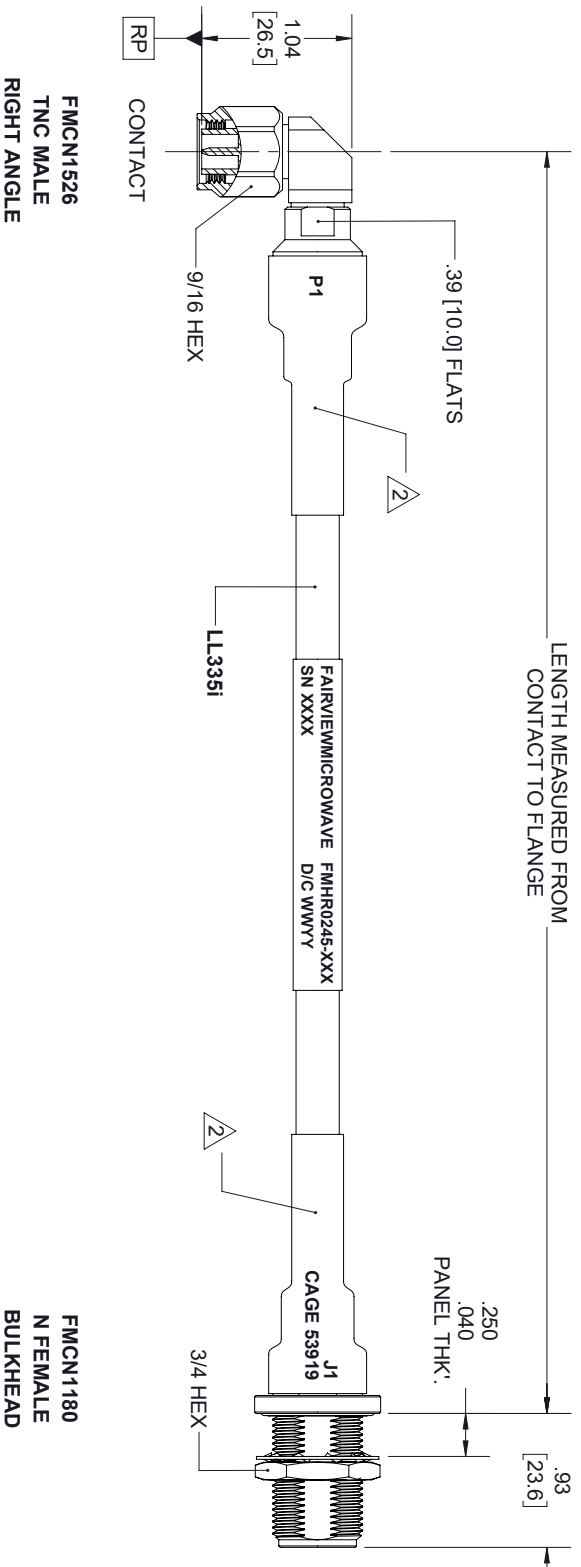 LENGTH MEASURED FROM
CONTACT TO FLANGE
1.04
[26.5]
RP
CONTACT
.39 [10.0] FLATS
9/16 HEX
P1
2
LL335i
FAIRVIEWMICROWAVE FMHR0245-XXX
SN XXXX D/C WWYY
2
CAGE 53919
J1
.250
.040
PANEL THK'.
.93
[23.6]
3/4 HEX
FMCN1526
TNC MALE
RIGHT ANGLE
FMCN1180
N FEMALE
BULKHEAD